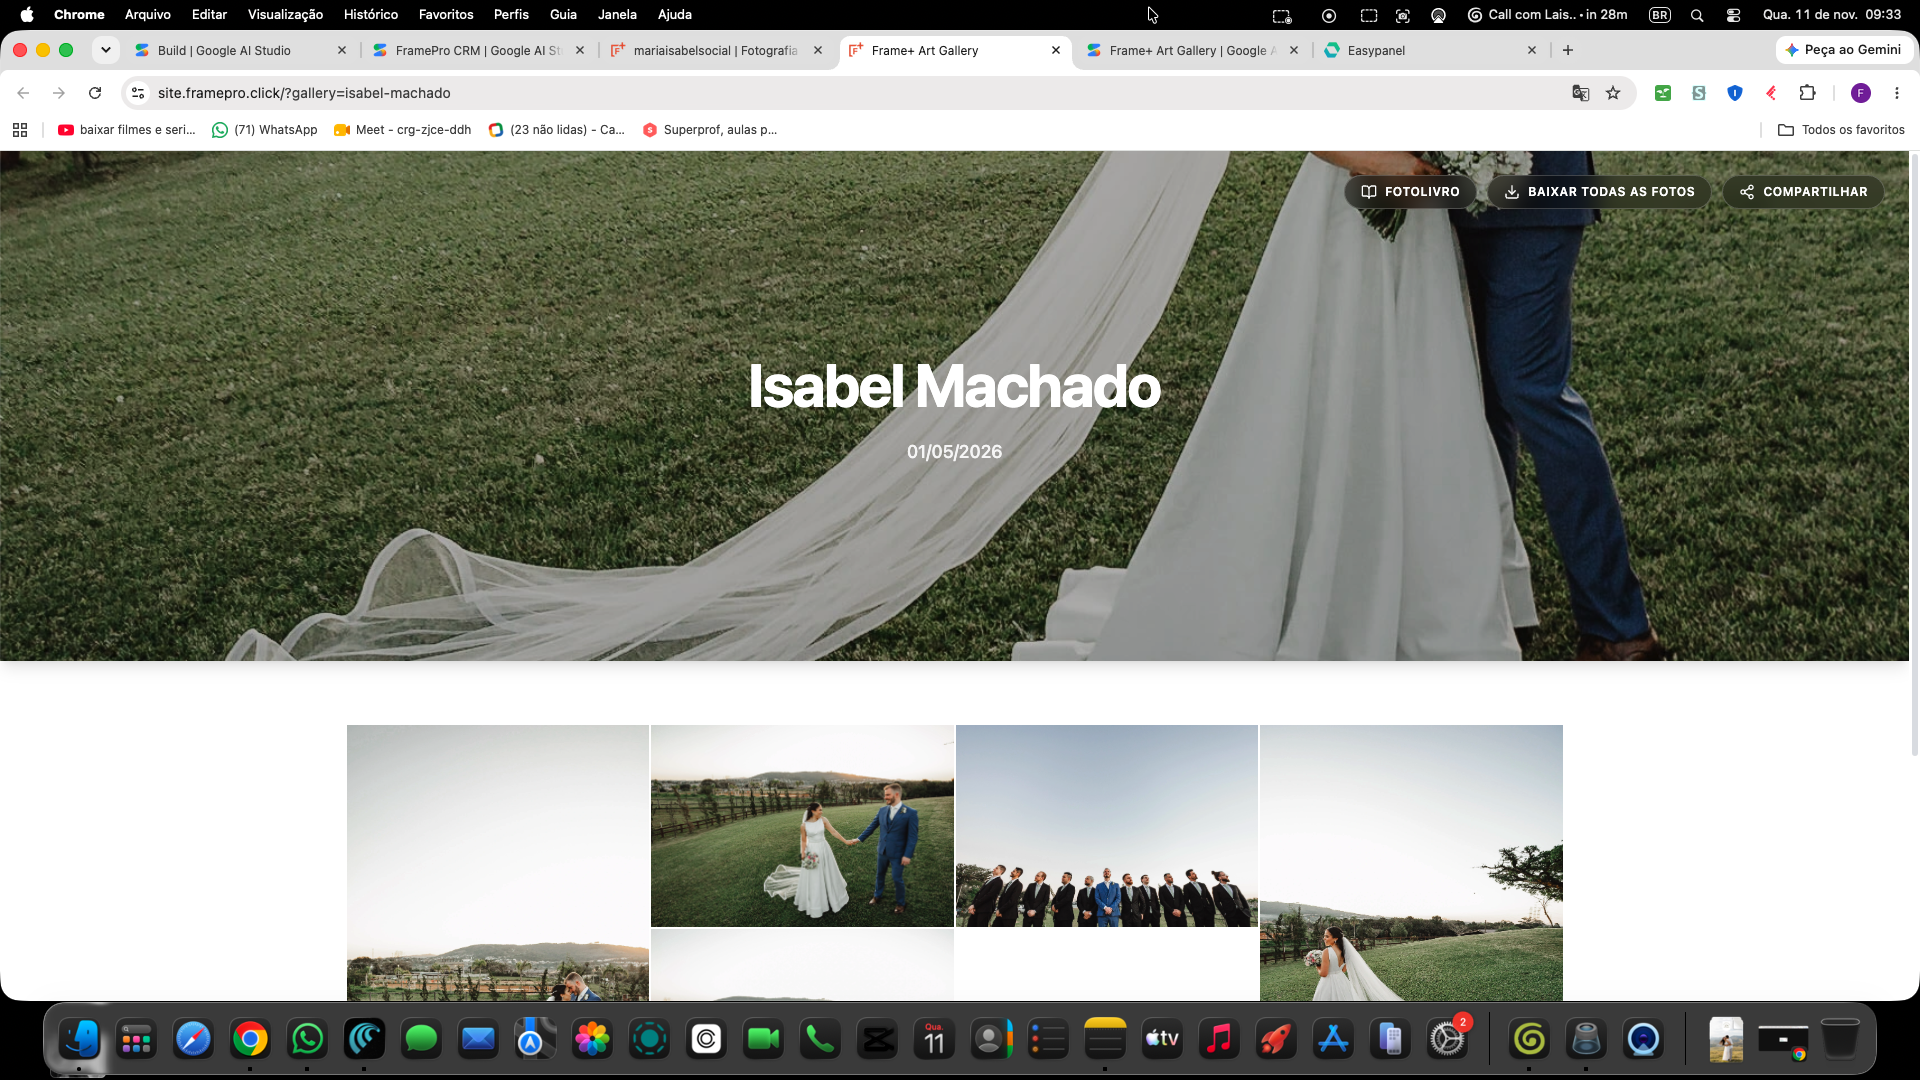 Chrome Arquivo Editar Visualização Histórico Favoritos Perfis Guia Janela Ajuda Call com Lais.. • in 28m BR Qua. 11 de nov. 09:33
Build | Google AI Studio FramePro CRM | Google AI St mariaisabelsocial | Fotografia Frame+ Art Gallery Frame+ Art Gallery | Google A Easypanel Peça ao Gemini
site.framepro.click/?gallery=isabel-machado F
baixar filmes e seri... (71) WhatsApp Meet - crg-zjce-ddh (23 não lidas) - Ca... Superprof, aulas p... Todos os favoritos
FOTOLIVRO BAIXAR TODAS AS FOTOS COMPARTILHAR
Isabel Machado
01/05/2026
Qua.
11
tv
2